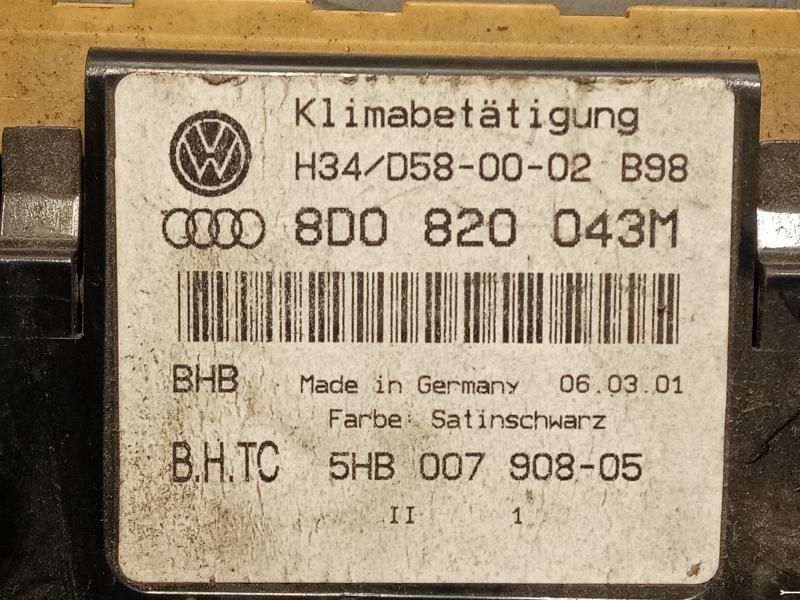 Klimabetätigung
H34/D58-00-02 B98
8D0 820 043M
BHB Made in Germany 06.03.01
Farbe: Satinschwarz
B.H.TC 5HB 007 908-05
II 1